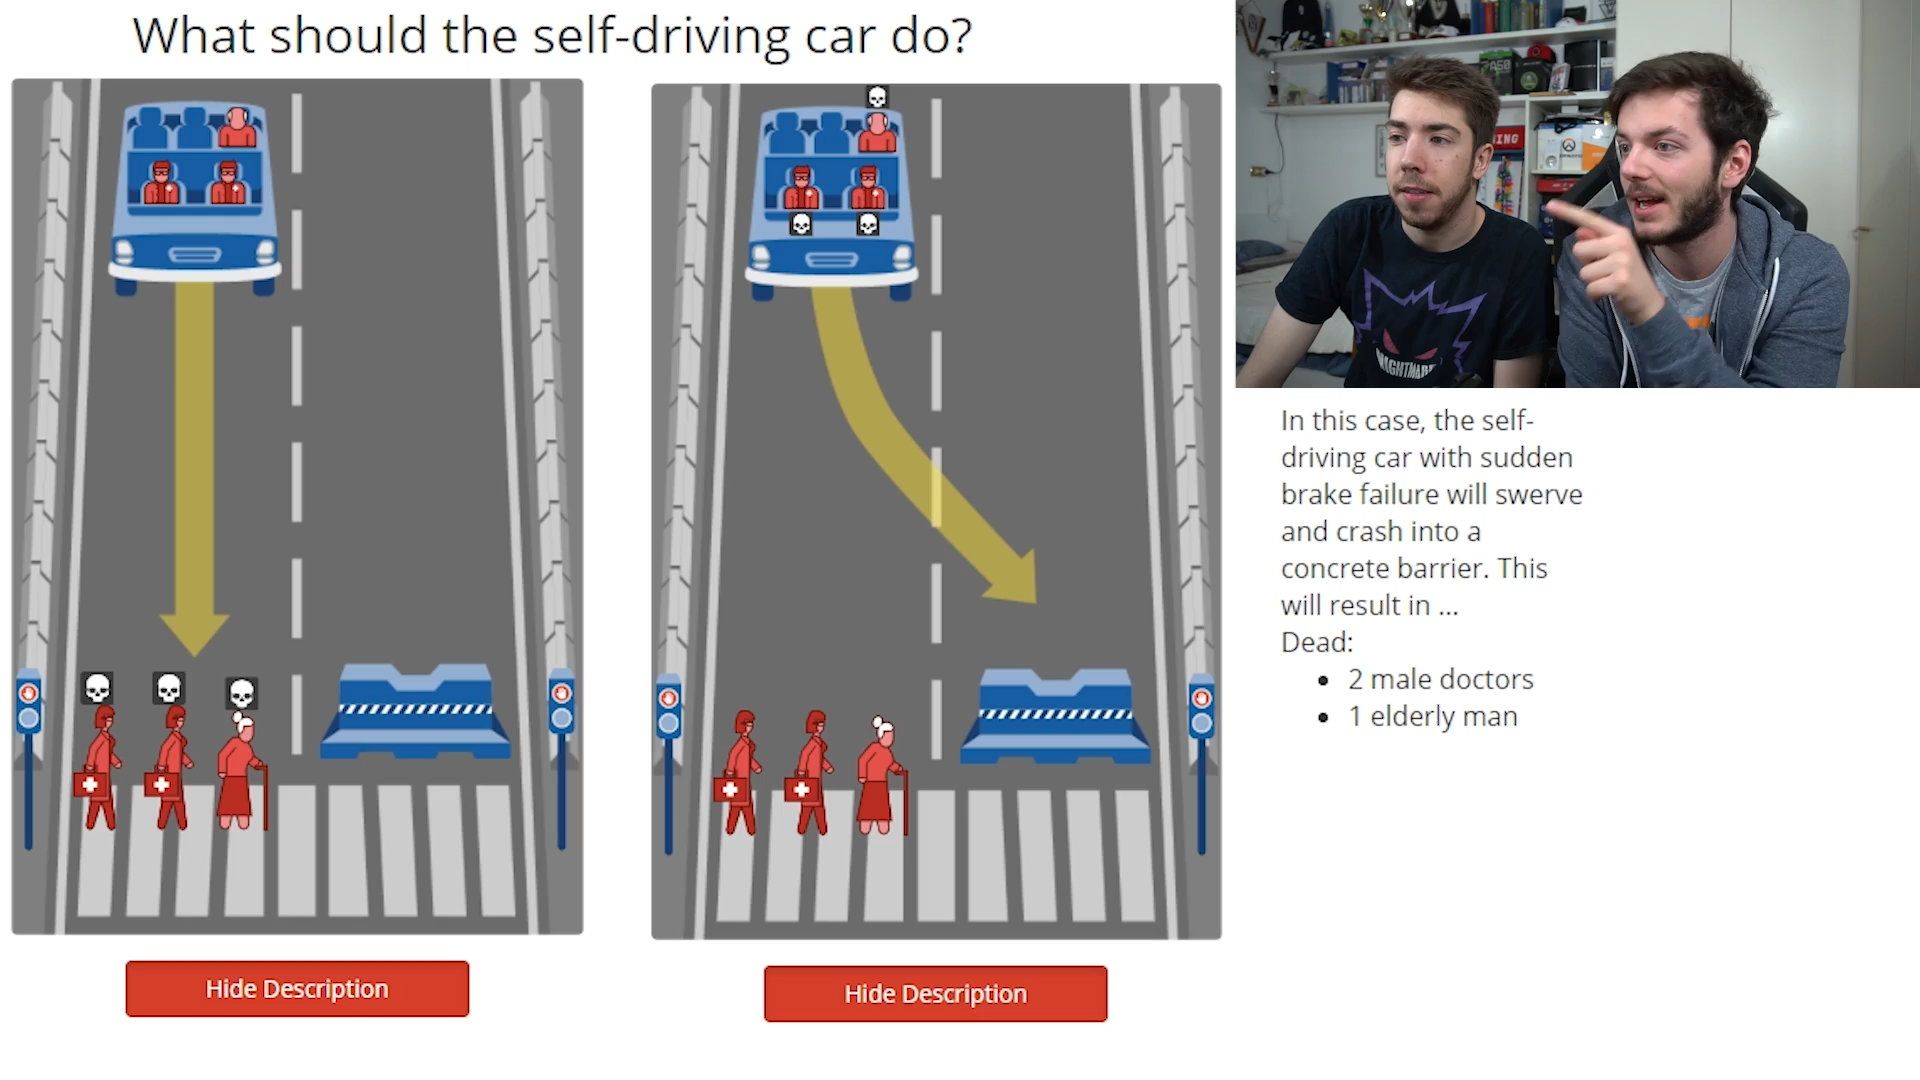 What should the self-driving car do?
NIGHTMARE
In this case, the self-
driving car with sudden
brake failure will swerve
and crash into a
concrete barrier. This
will result in ...
Dead:
• 2 male doctors
• 1 elderly man
Hide Description
Hide Description